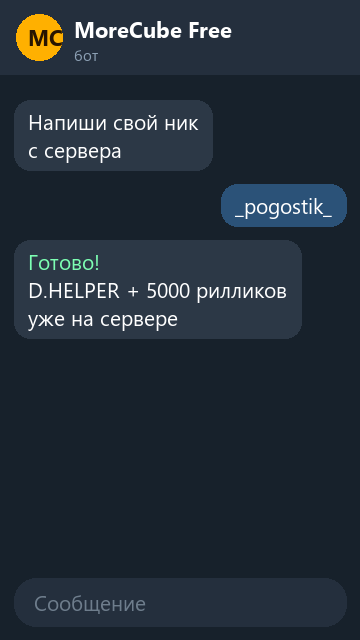 MC
MoreCube Free
бот
Напиши свой ник
с сервера
_pogostik_
Готово!
D.HELPER + 5000 рилликов
уже на сервере
Сообщение